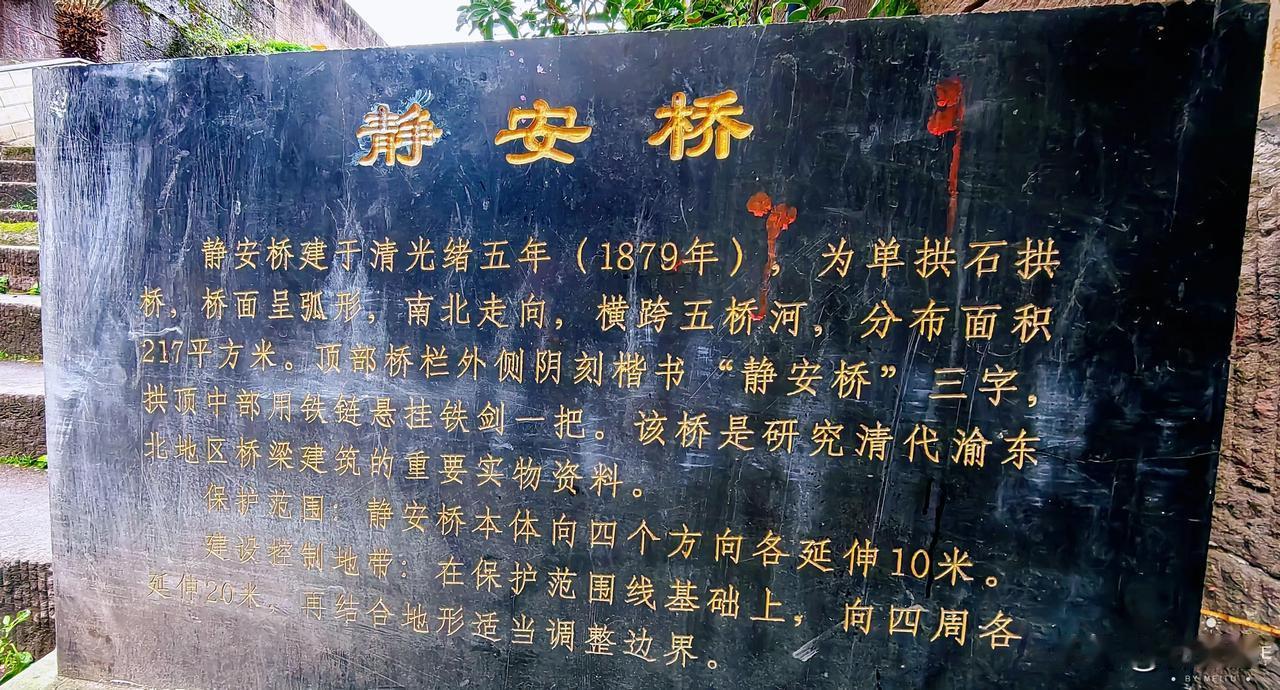 静安桥
静安桥建于清光绪五年（1879年），为单拱石拱
桥，桥面呈弧形，南北走向，横跨五桥河，分布面积
217平方米。顶部桥栏外侧阴刻楷书“静安桥”三字，
拱顶中部用铁链悬挂铁剑一把。该桥是研究清代渝东
北地区桥梁建筑的重要实物资料。
保护范围：静安桥本体向四个方向各延伸10米。
建设控制地带：在保护范围线基础上，向四周各
延伸20米，再结合地形适当调整边界。
BY MEITU